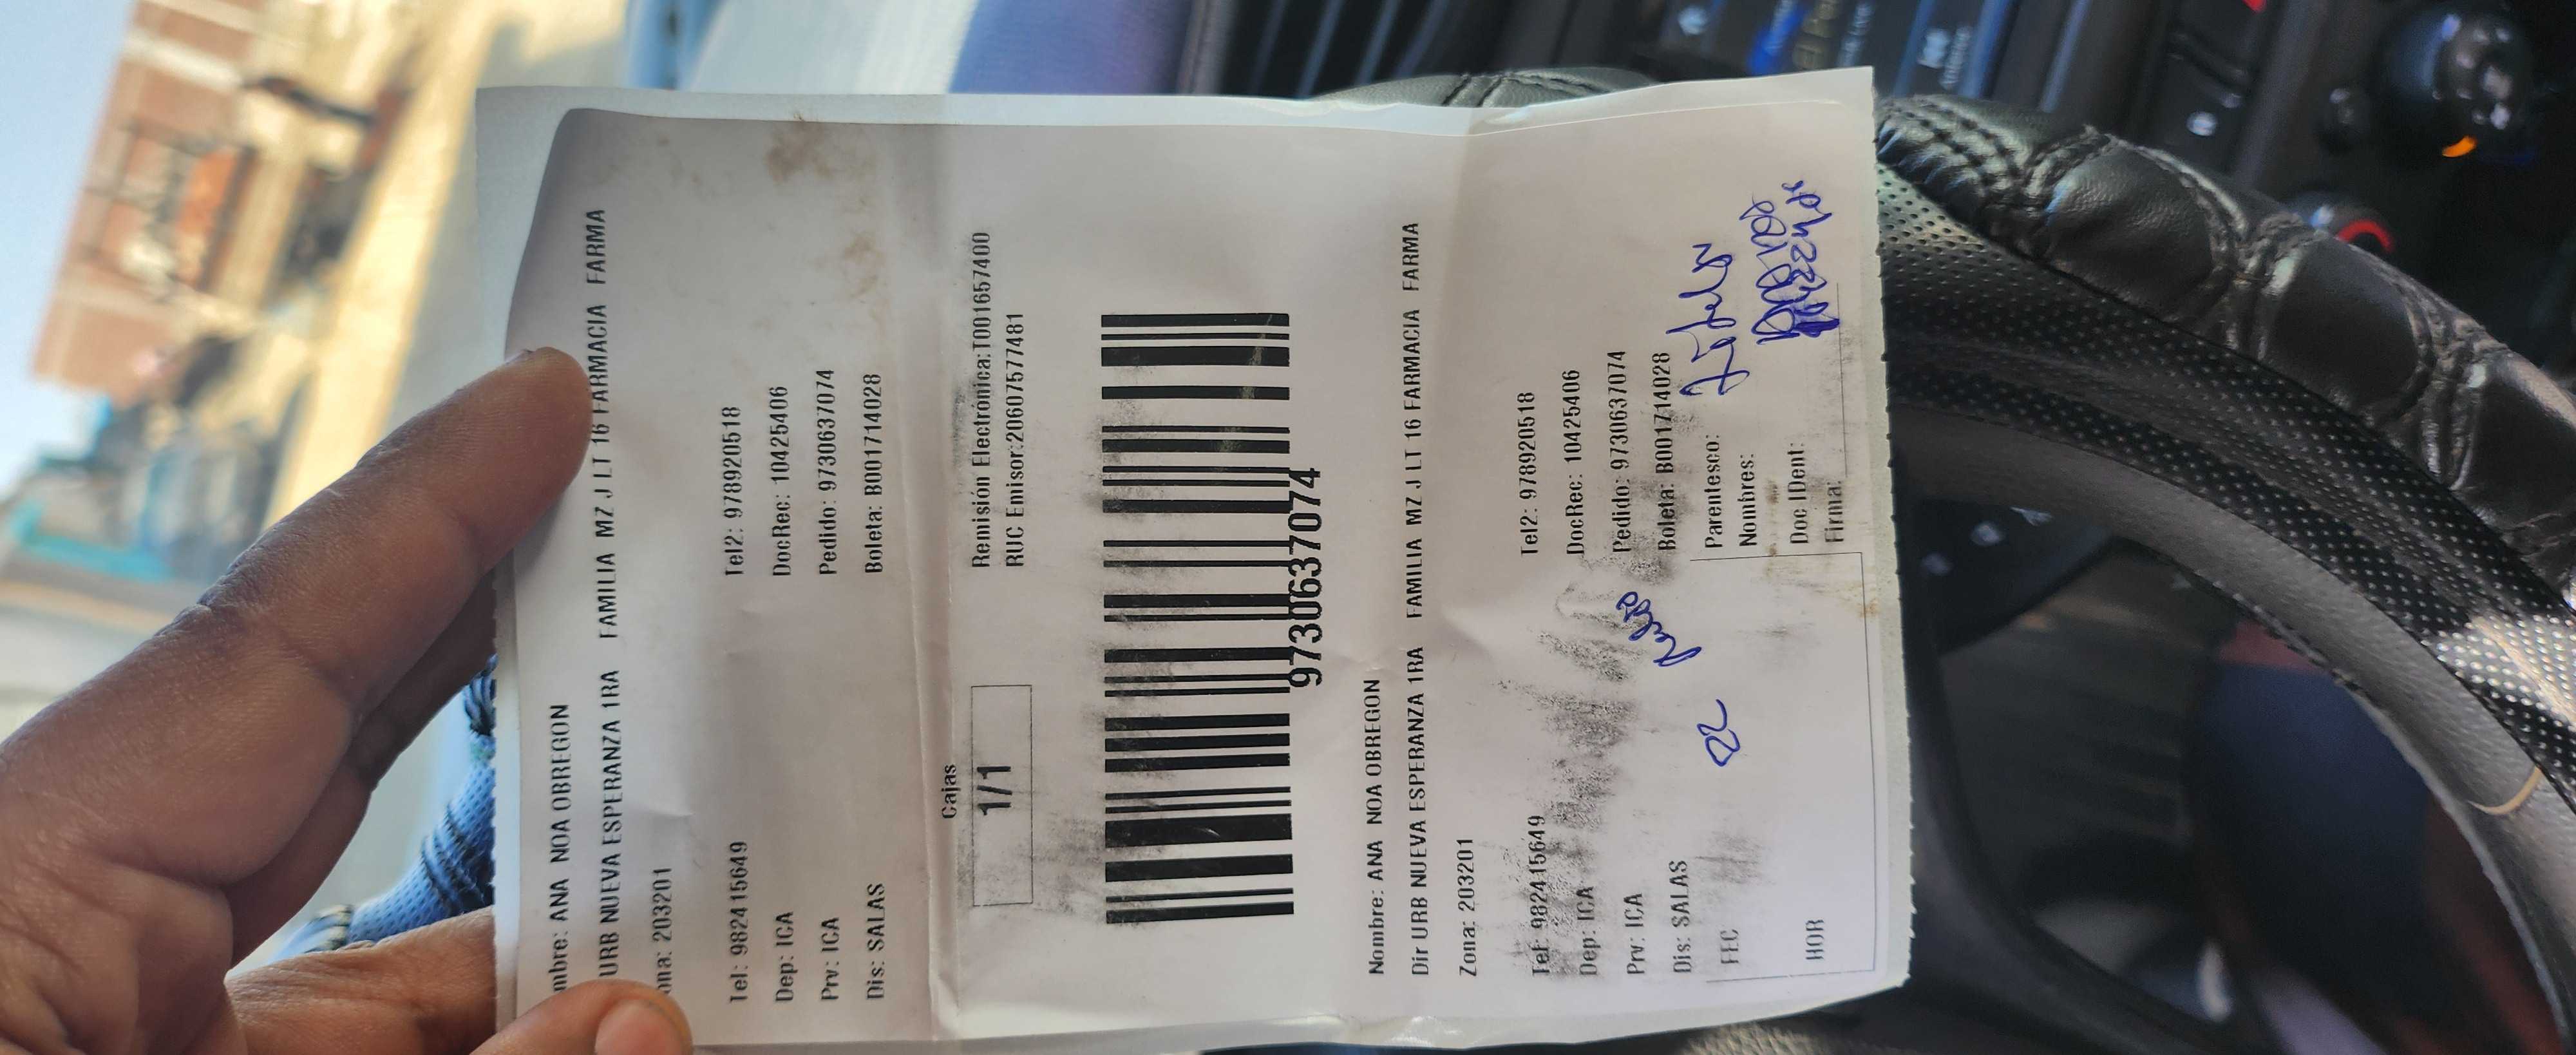 mbre: ANA NOA OBREGON
URB NUEVA ESPERANZA 1RA FAMILIA MZ J LT 16 FARMACIA FARMA
ona: 203201
Tel: 982415649 Tel2: 978920518
Dep: ICA DocRec: 10425406
Prv: ICA Pedido: 9730637074
Dis: SALAS Boleta: B001714028
Cajas
1/1
Remisión Electrónica:T001657400
RUC Emisor:20607577481
9730637074
Nombre: ANA NOA OBREGON
Dir URB NUEVA ESPERANZA 1RA FAMILIA MZ J LT 16 FARMACIA FARMA
Zona: 203201
Tel: 982415649 Tel2: 978920518
Dep: ICA DocRec: 10425406
Prv: ICA Pedido: 9730637074
Dis: SALAS Boleta: B001714028
FEC Parentesco:
Nombres:
Doc IDent:
HOR Firma: